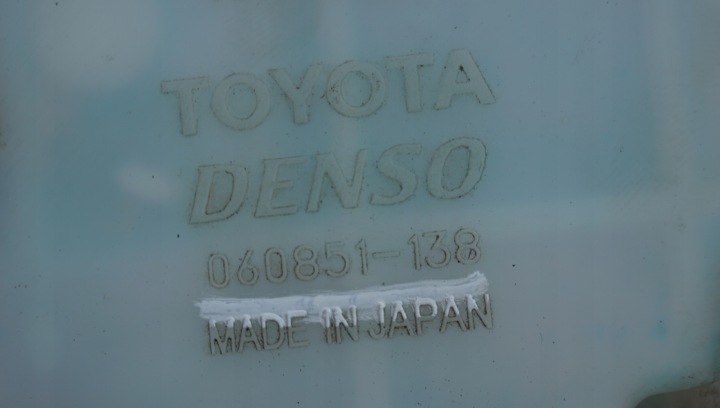 TOYOTA
DENSO
060851-138
MADE IN JAPAN